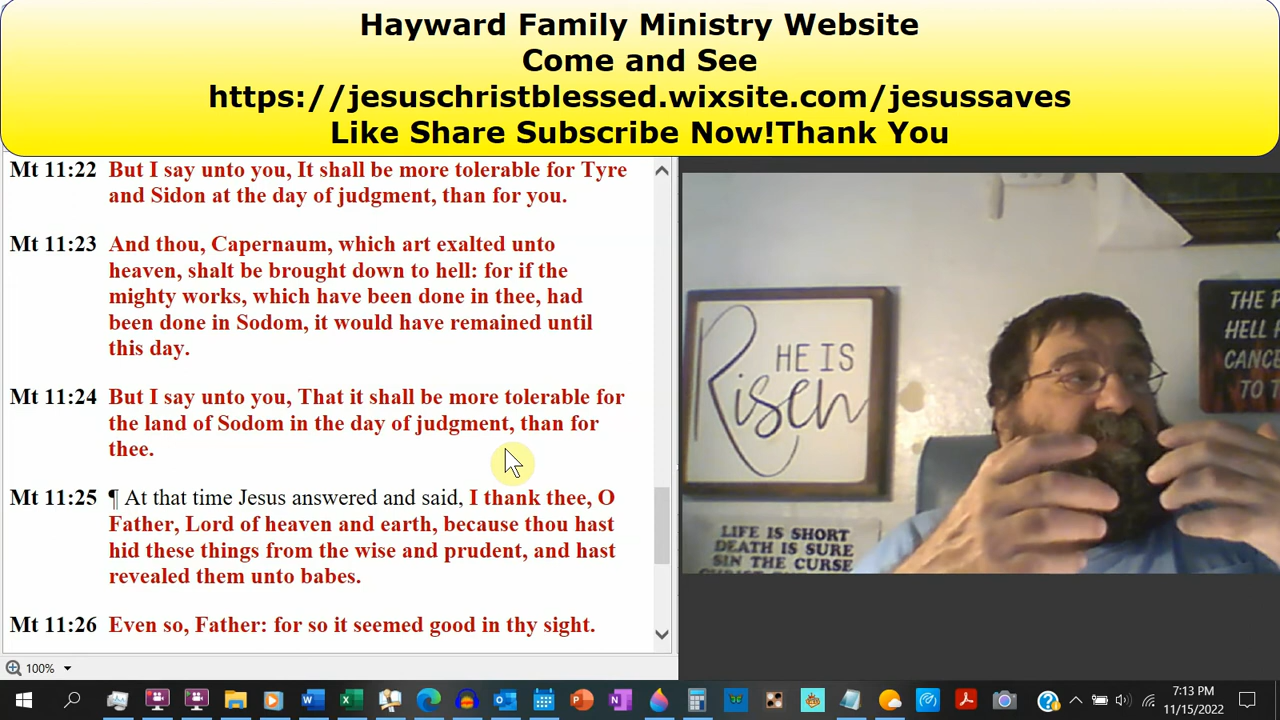 Hayward Family Ministry Website
Come and See
https://jesuschristblessed.wixsite.com/jesussaves
Like Share Subscribe Now!Thank You
Mt 11:22 But I say unto you, It shall be more tolerable for Tyre
and Sidon at the day of judgment, than for you.
Mt 11:23 And thou, Capernaum, which art exalted unto
heaven, shalt be brought down to hell: for if the
mighty works, which have been done in thee, had
been done in Sodom, it would have remained until
this day.
Mt 11:24 But I say unto you, That it shall be more tolerable for
the land of Sodom in the day of judgment, than for
thee.
Mt 11:25 ¶ At that time Jesus answered and said, I thank thee, O
Father, Lord of heaven and earth, because thou hast
hid these things from the wise and prudent, and hast
revealed them unto babes.
Mt 11:26 Even so, Father: for so it seemed good in thy sight.
HE IS
Risen
THE P
HELL H
CANCE
TO T
LIFE IS SHORT
DEATH IS SURE
SIN THE CURSE
100%
7:13 PM
11/15/2022